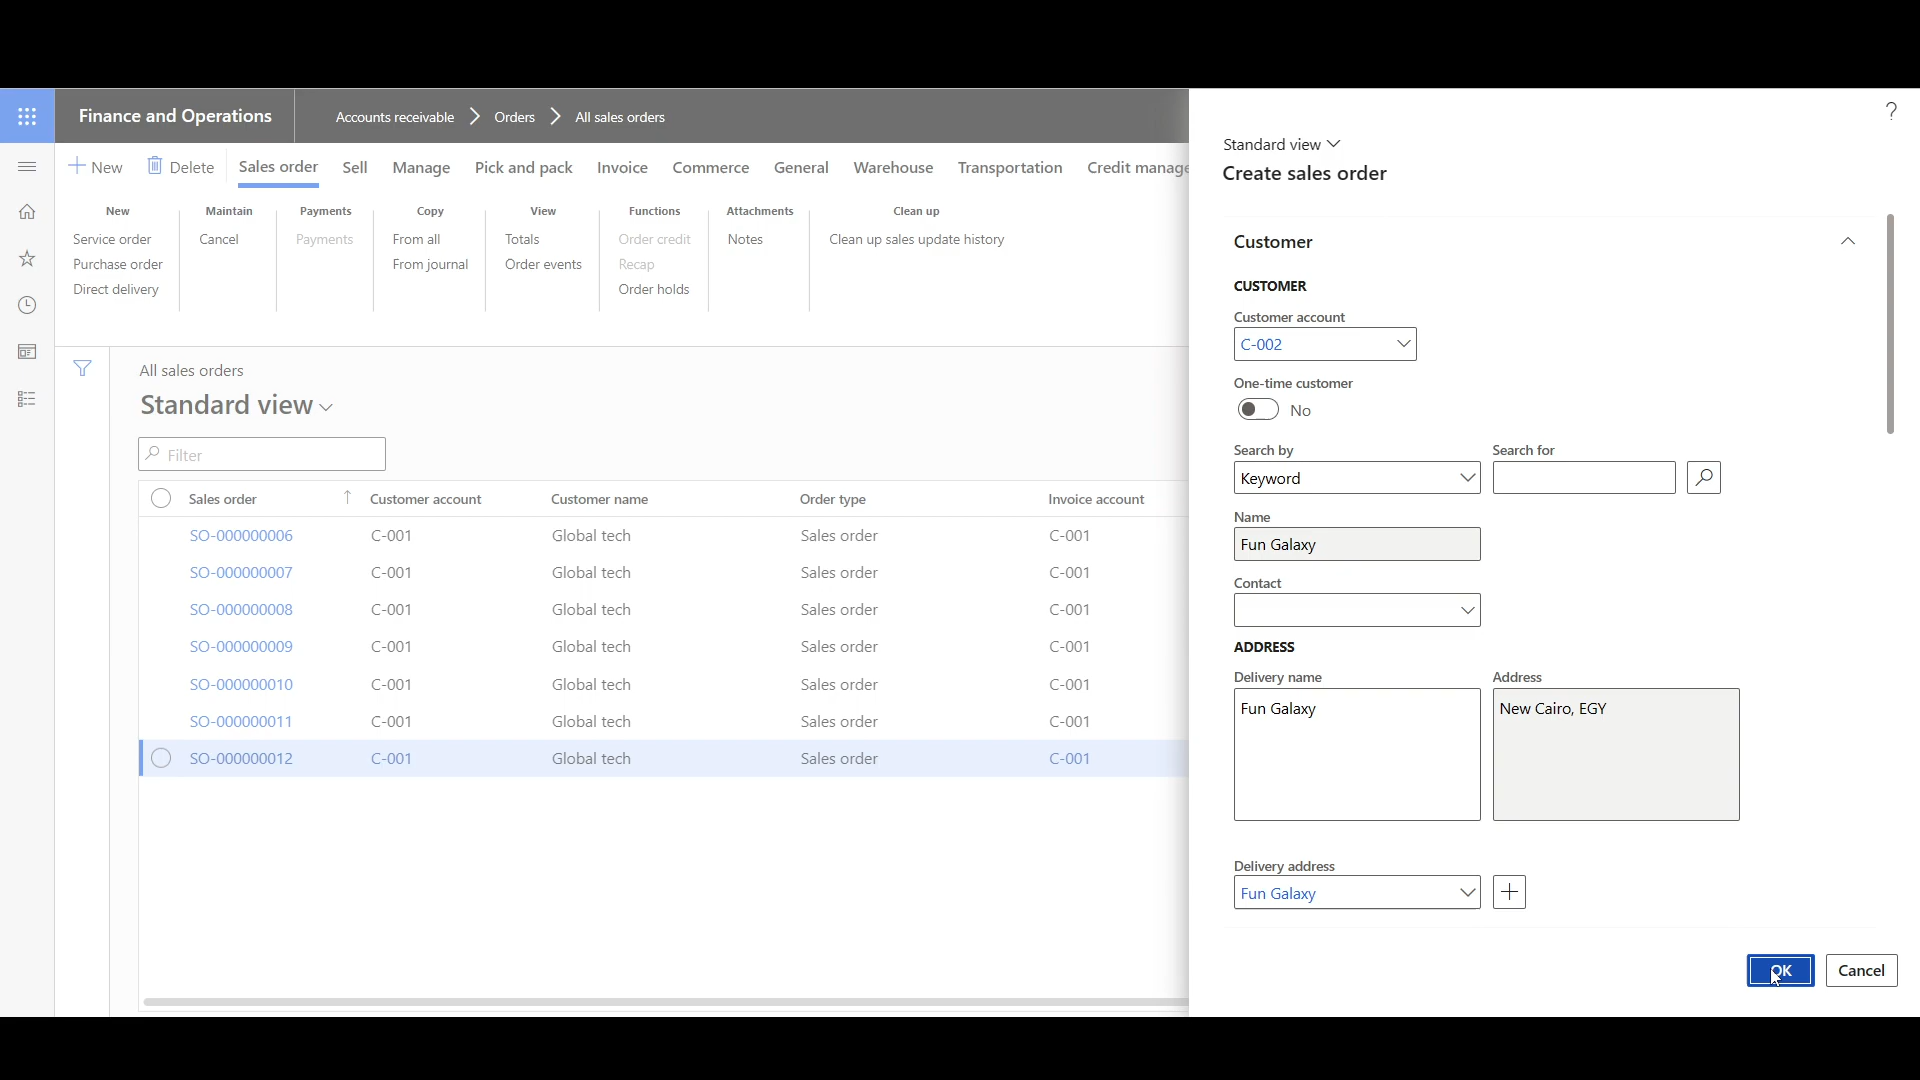 Finance and Operations
Accounts receivable > Orders > All sales orders
New Delete Sales order Sell Manage Pick and pack Invoice Commerce General Warehouse Transportation Credit manage
New Maintain Payments Copy View Functions Attachments Clean up
Service order Cancel Payments From all Totals Order credit Notes Clean up sales update history
Purchase order From journal Order events Recap
Direct delivery Order holds
All sales orders
Standard view
Filter
Sales order Customer account Customer name Order type Invoice account
SO-000000006 C-001 Global tech Sales order C-001
SO-000000007 C-001 Global tech Sales order C-001
SO-000000008 C-001 Global tech Sales order C-001
SO-000000009 C-001 Global tech Sales order C-001
SO-000000010 C-001 Global tech Sales order C-001
SO-000000011 C-001 Global tech Sales order C-001
SO-000000012 C-001 Global tech Sales order C-001
?
Standard view
Create sales order
Customer
CUSTOMER
Customer account
C-002
One-time customer
No
Search by Search for
Keyword
Name
Fun Galaxy
Contact
ADDRESS
Delivery name Address
Fun Galaxy New Cairo, EGY
Delivery address
Fun Galaxy
OK Cancel